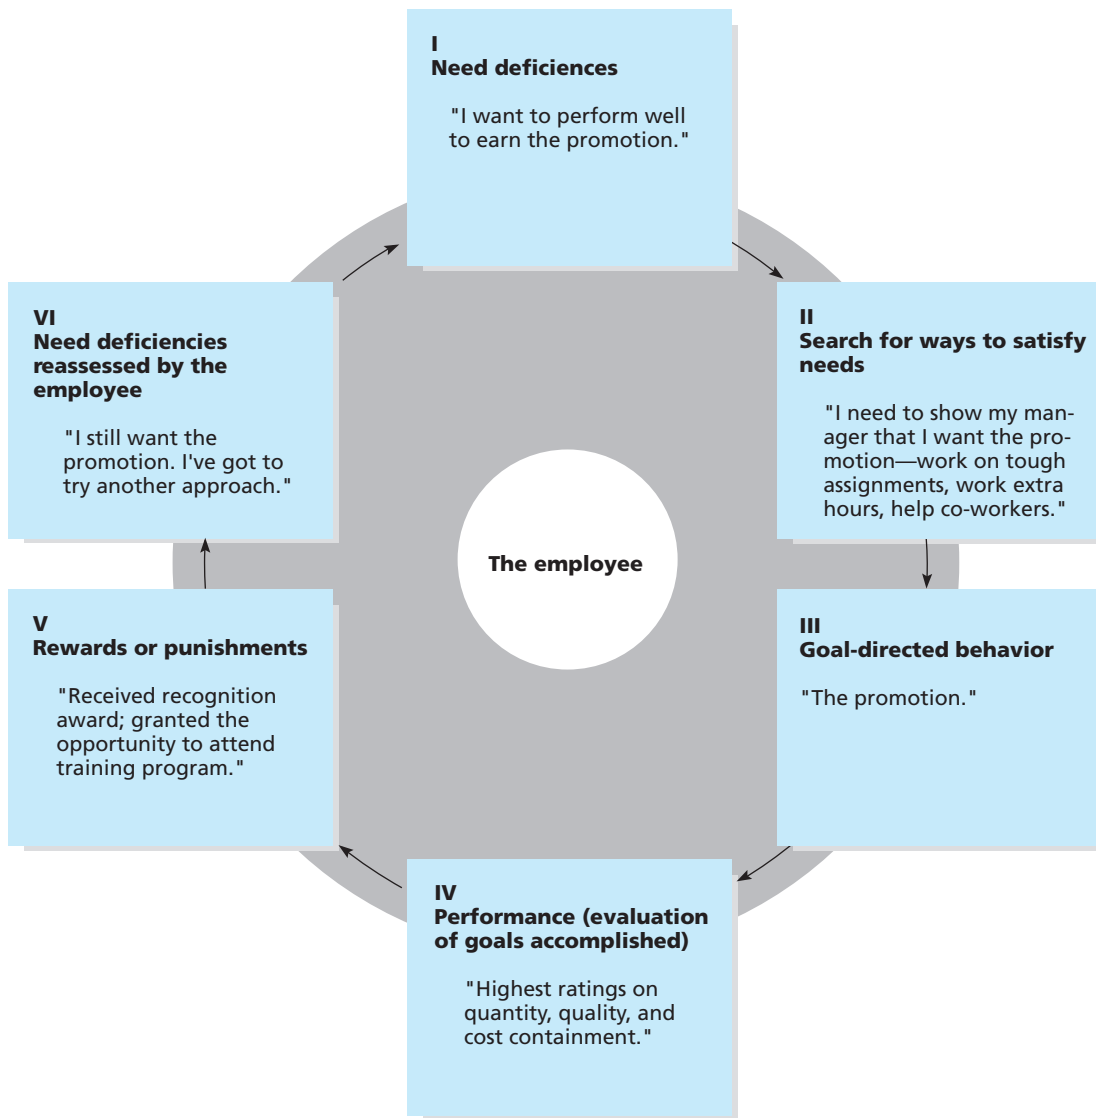 I
Need deficiences
"I want to perform well
to earn the promotion."
II
Search for ways to satisfy
needs
"I need to show my man-
ager that I want the pro-
motion—work on tough
assignments, work extra
hours, help co-workers."
III
Goal-directed behavior
"The promotion."
IV
Performance (evaluation
of goals accomplished)
"Highest ratings on
quantity, quality, and
cost containment."
V
Rewards or punishments
"Received recognition
award; granted the
opportunity to attend
training program."
VI
Need deficiencies
reassessed by the
employee
"I still want the
promotion. I've got to
try another approach."
The employee